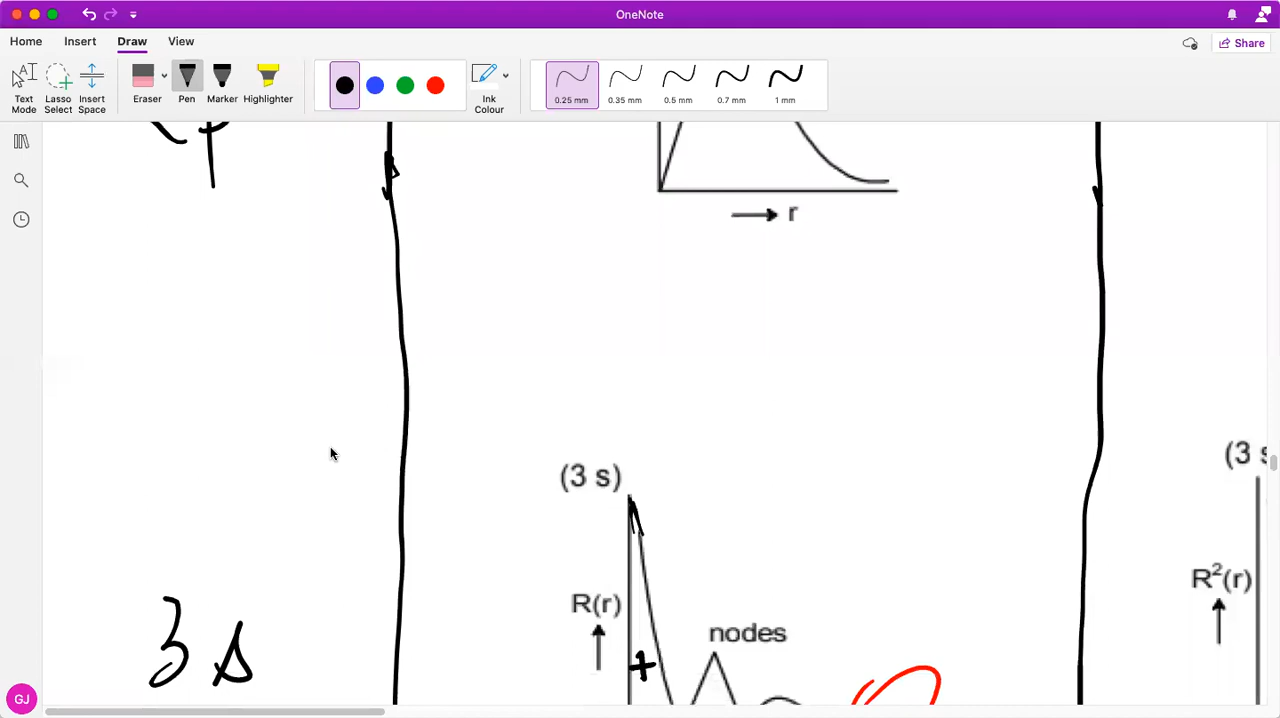 OneNote
Home Insert Draw View
Share
Text Mode
Lasso Select
Insert Space
Eraser
Pen
Marker
Highlighter
Ink Colour
0.25 mm
0.35 mm
0.5 mm
0.7 mm
1 mm
r
(3 s)
(3 s
R(r)
R²(r)
+
nodes
3 s
GJ